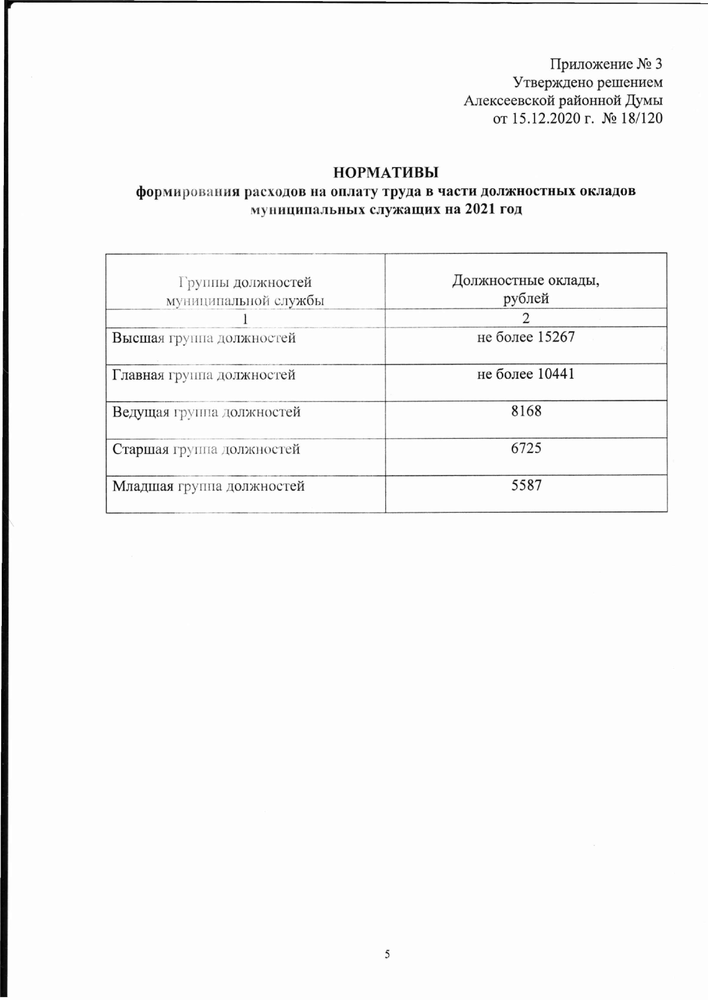 Приложение № 3
Утверждено решением
Алексеевской районной Думы
от 15.12.2020 г. № 18/120
НОРМАТИВЫ
формирования расходов на оплату труда в части должностных окладов
муниципальных служащих на 2021 год
Группы должностей
муниципальной службы
Должностные оклады,
рублей
1
2
Высшая группа должностей
не более 15267
Главная группа должностей
не более 10441
Ведущая группа должностей
8168
Старшая группа должностей
6725
Младшая группа должностей
5587
5